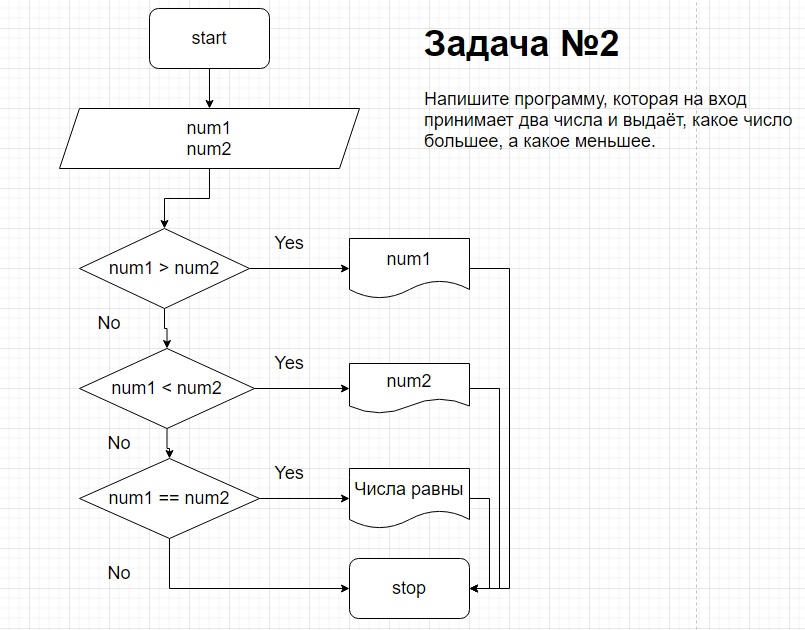 start
Задача №2
Напишите программу, которая на вход
принимает два числа и выдаёт, какое число
большее, а какое меньшее.
num1
num2
Yes
num1 > num2
num1
No
Yes
num1 < num2
num2
No
Yes
num1 == num2
Числа равны
No
stop